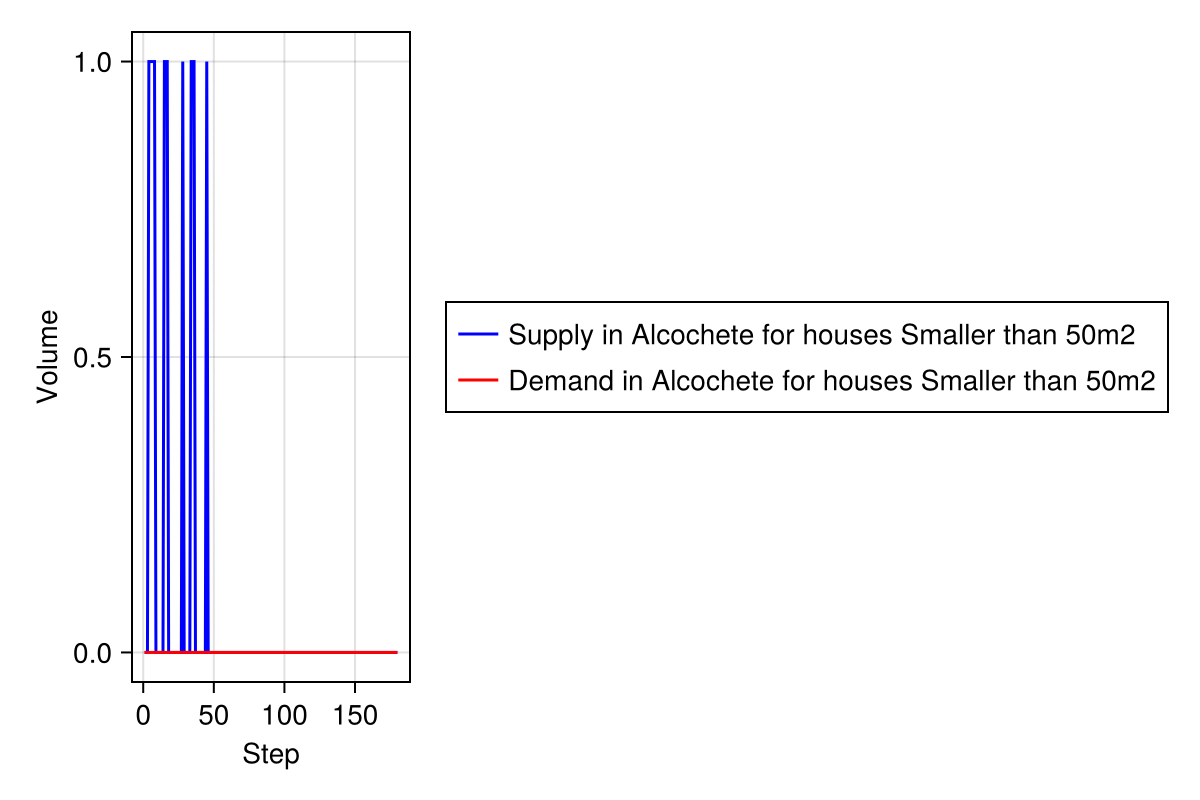 1.0
0.5
0.0
Volume
0
50
100
150
Step
Supply in Alcochete for houses Smaller than 50m2
Demand in Alcochete for houses Smaller than 50m2